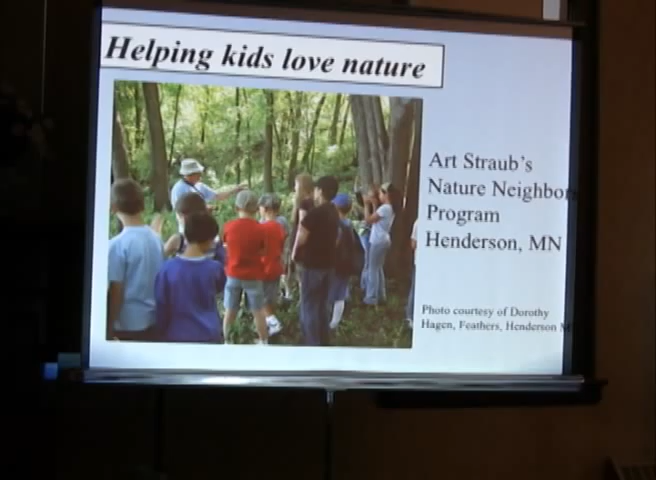 Helping kids love nature
Art Straub's
Nature Neighbor
Program
Henderson, MN
Photo courtesy of Dorothy
Hagen, Feathers, Henderson M